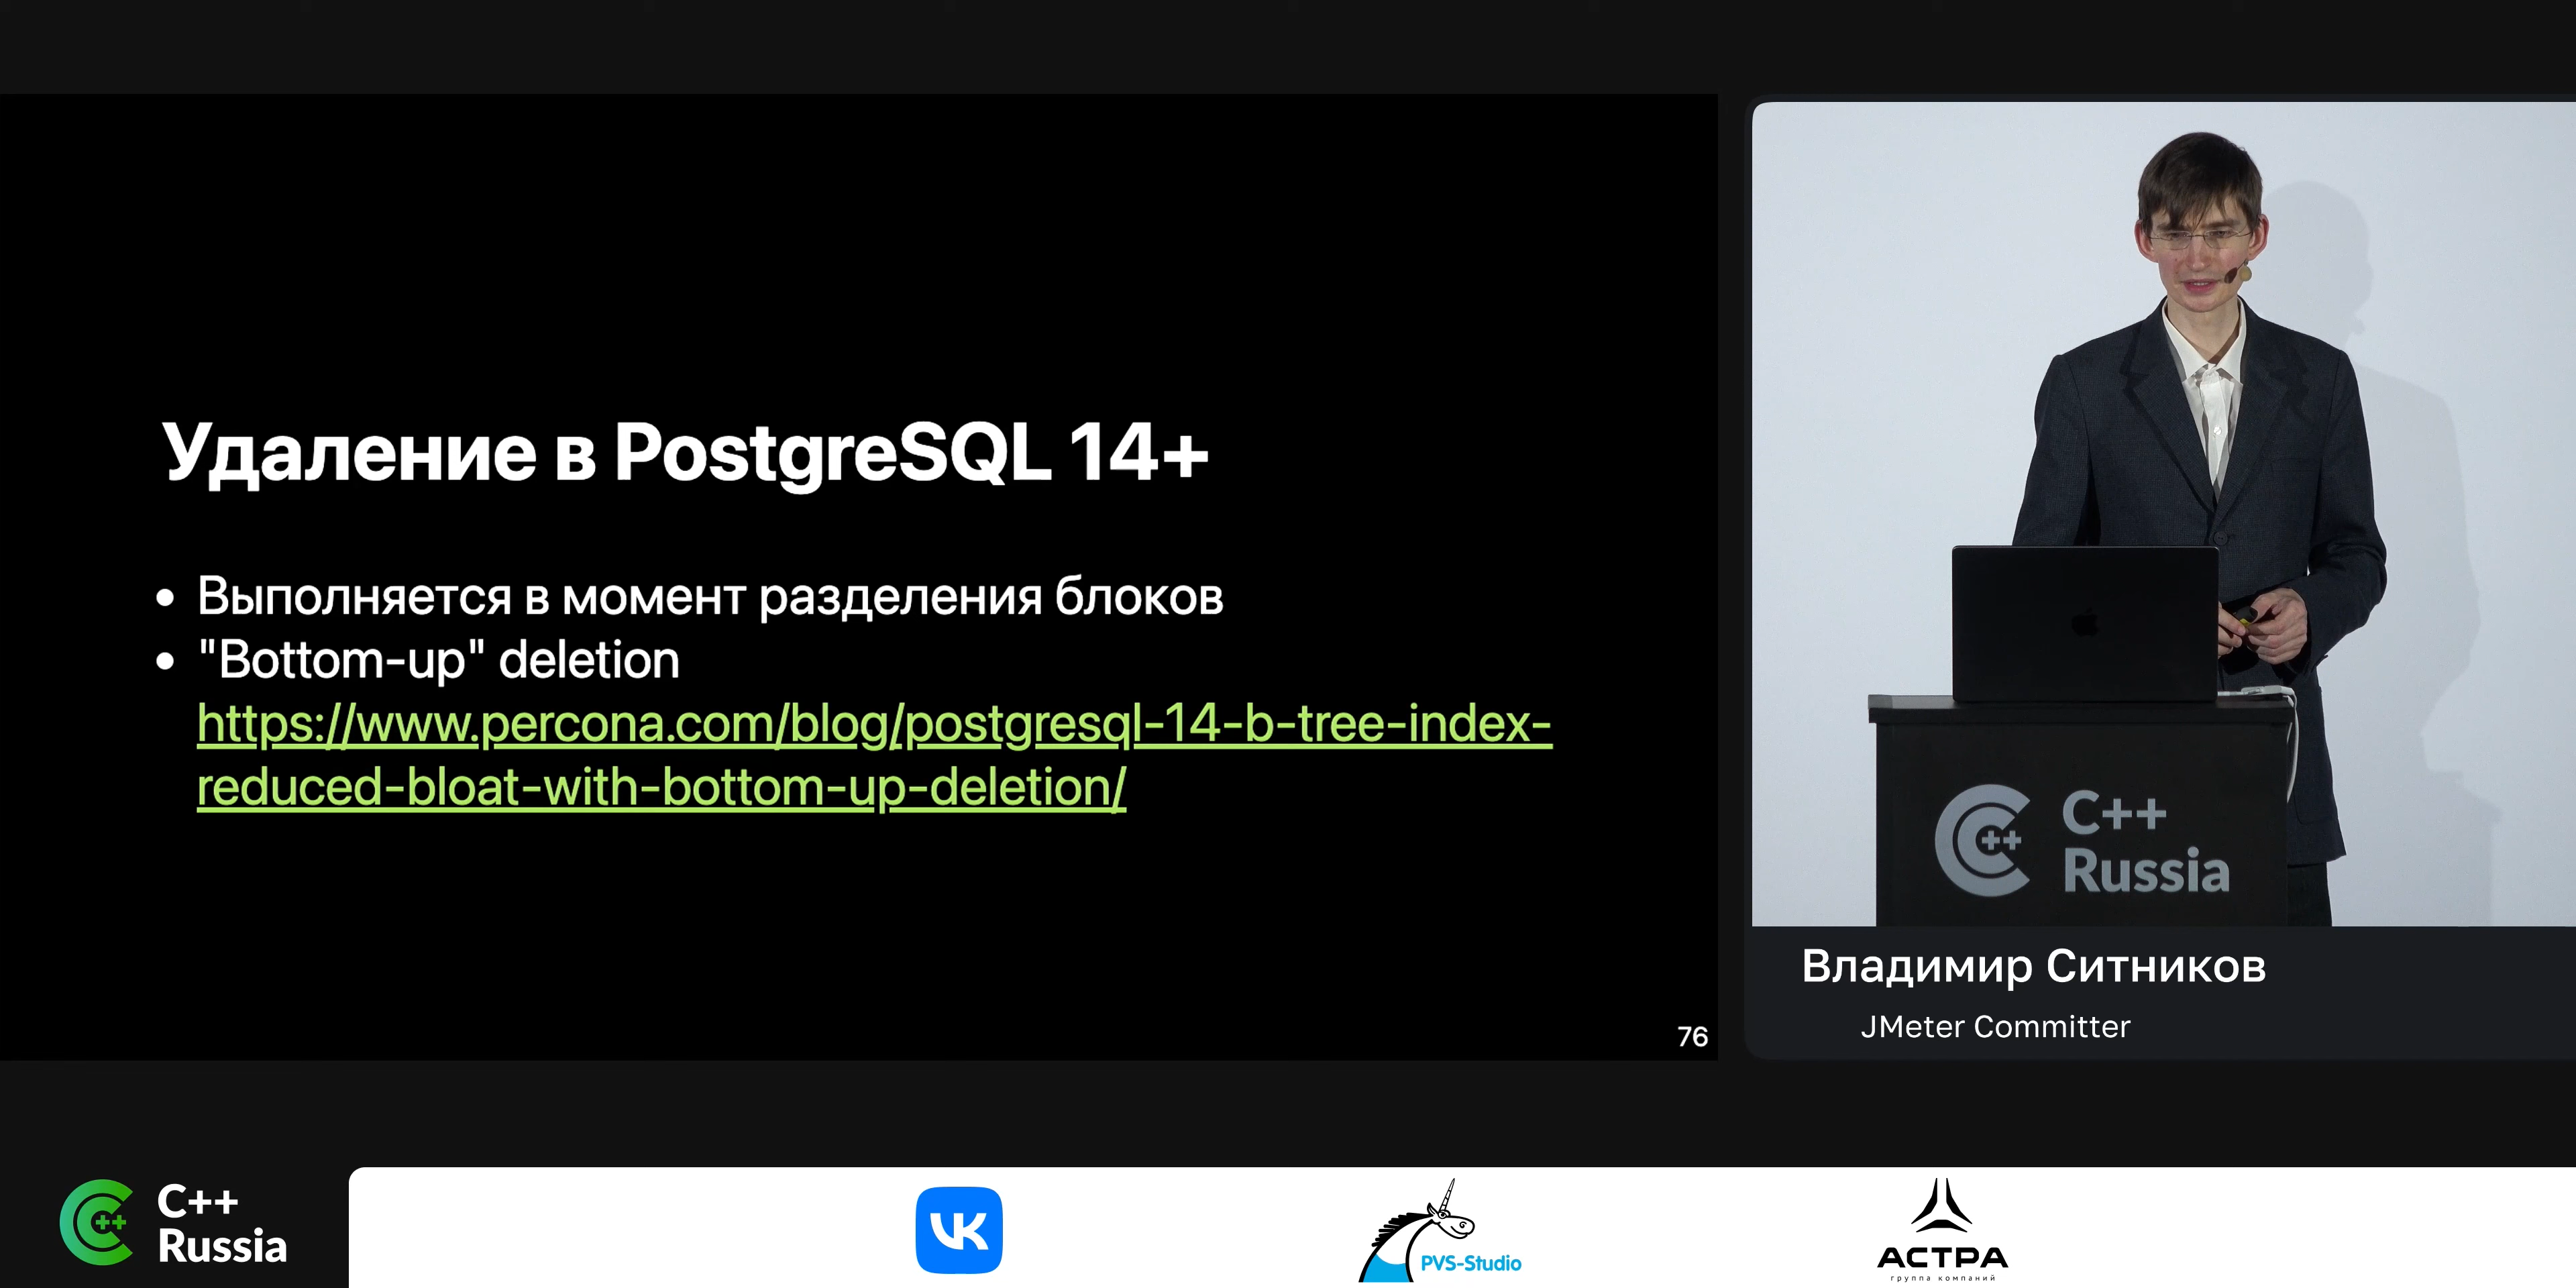 Удаление в PostgreSQL 14+
• Выполняется в момент разделения блоков
• "Bottom-up" deletion
https://www.percona.com/blog/postgresql-14-b-tree-index-
reduced-bloat-with-bottom-up-deletion/
76
C++
C++
Russia
Владимир Ситников
JMeter Committer
C++
C++
Russia
VK
PVS-Studio
АСТРА
группа компаний